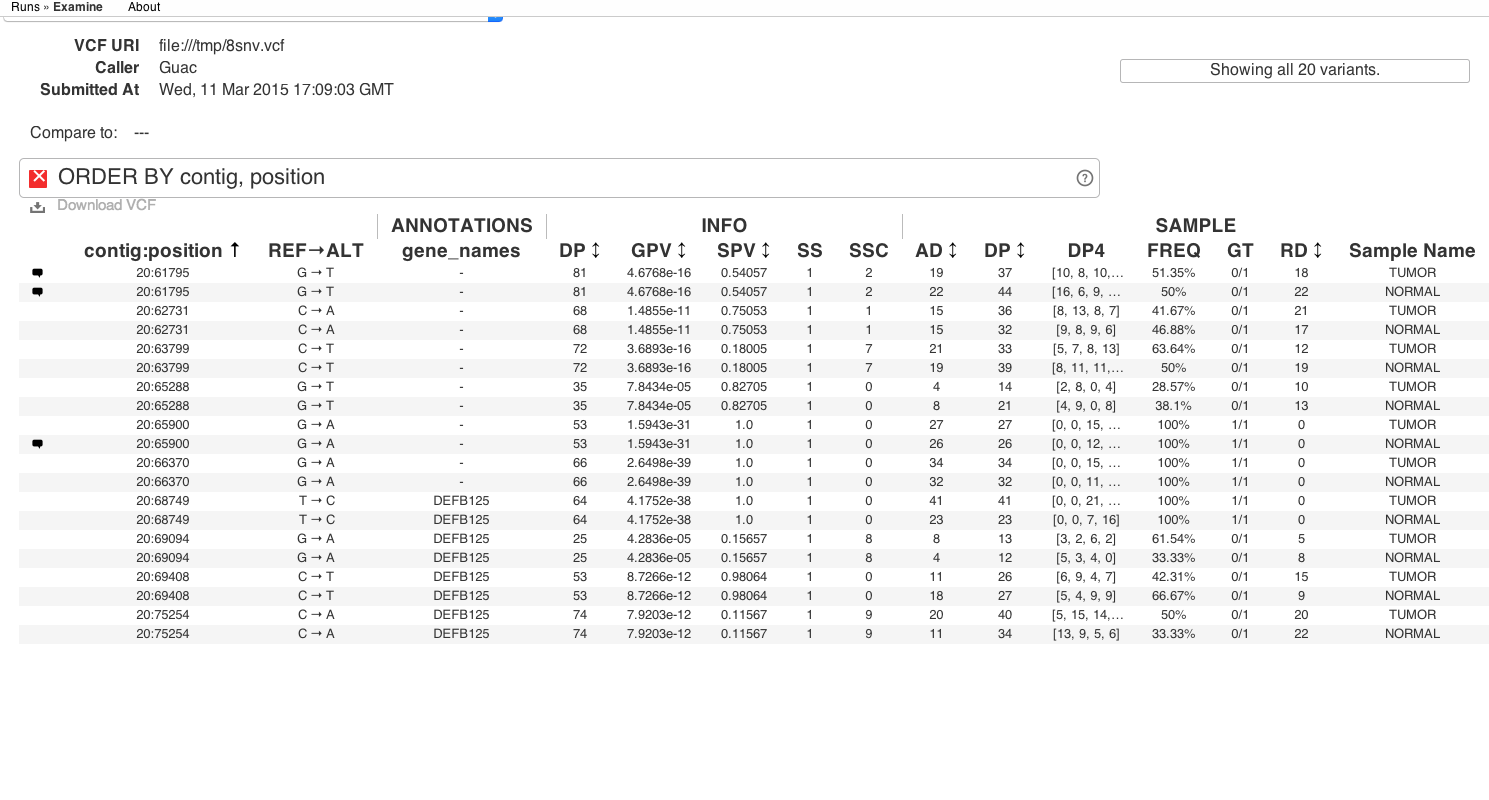 Runs » Examine About
VCF URI file:///tmp/8snv.vcf
Caller Guac
Submitted At Wed, 11 Mar 2015 17:09:03 GMT
Showing all 20 variants.
Compare to: ---
ORDER BY contig, position ?
Download VCF
ANNOTATIONS INFO SAMPLE
contig:position ↑ REF→ALT gene_names DP ↕ GPV ↕ SPV ↕ SS SSC AD ↕ DP ↕ DP4 FREQ GT RD ↕ Sample Name
20:61795 G → T - 81 4.6768e-16 0.54057 1 2 19 37 [10, 8, 10,… 51.35% 0/1 18 TUMOR
20:61795 G → T - 81 4.6768e-16 0.54057 1 2 22 44 [16, 6, 9, … 50% 0/1 22 NORMAL
20:62731 C → A - 68 1.4855e-11 0.75053 1 1 15 36 [8, 13, 8, 7] 41.67% 0/1 21 TUMOR
20:62731 C → A - 68 1.4855e-11 0.75053 1 1 15 32 [9, 8, 9, 6] 46.88% 0/1 17 NORMAL
20:63799 C → T - 72 3.6893e-16 0.18005 1 7 21 33 [5, 7, 8, 13] 63.64% 0/1 12 TUMOR
20:63799 C → T - 72 3.6893e-16 0.18005 1 7 19 39 [8, 11, 11,… 50% 0/1 19 NORMAL
20:65288 G → T - 35 7.8434e-05 0.82705 1 0 4 14 [2, 8, 0, 4] 28.57% 0/1 10 TUMOR
20:65288 G → T - 35 7.8434e-05 0.82705 1 0 8 21 [4, 9, 0, 8] 38.1% 0/1 13 NORMAL
20:65900 G → A - 53 1.5943e-31 1.0 1 0 27 27 [0, 0, 15, … 100% 1/1 0 TUMOR
20:65900 G → A - 53 1.5943e-31 1.0 1 0 26 26 [0, 0, 12, … 100% 1/1 0 NORMAL
20:66370 G → A - 66 2.6498e-39 1.0 1 0 34 34 [0, 0, 15, … 100% 1/1 0 TUMOR
20:66370 G → A - 66 2.6498e-39 1.0 1 0 32 32 [0, 0, 11, … 100% 1/1 0 NORMAL
20:68749 T → C DEFB125 64 4.1752e-38 1.0 1 0 41 41 [0, 0, 21, … 100% 1/1 0 TUMOR
20:68749 T → C DEFB125 64 4.1752e-38 1.0 1 0 23 23 [0, 0, 7, 16] 100% 1/1 0 NORMAL
20:69094 G → A DEFB125 25 4.2836e-05 0.15657 1 8 8 13 [3, 2, 6, 2] 61.54% 0/1 5 TUMOR
20:69094 G → A DEFB125 25 4.2836e-05 0.15657 1 8 4 12 [5, 3, 4, 0] 33.33% 0/1 8 NORMAL
20:69408 C → T DEFB125 53 8.7266e-12 0.98064 1 0 11 26 [6, 9, 4, 7] 42.31% 0/1 15 TUMOR
20:69408 C → T DEFB125 53 8.7266e-12 0.98064 1 0 18 27 [5, 4, 9, 9] 66.67% 0/1 9 NORMAL
20:75254 C → A DEFB125 74 7.9203e-12 0.11567 1 9 20 40 [5, 15, 14,… 50% 0/1 20 TUMOR
20:75254 C → A DEFB125 74 7.9203e-12 0.11567 1 9 11 34 [13, 9, 5, 6] 33.33% 0/1 22 NORMAL